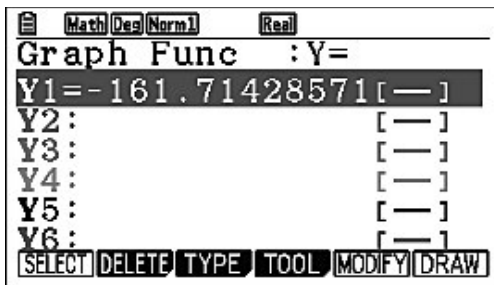 Math Deg Norm1 Real
Graph Func :Y=
Y1=-161.71428571[—]
Y2: [—]
Y3: [—]
Y4: [—]
Y5: [—]
Y6: [—]
SELECT DELETE TYPE TOOL MODIFY DRAW